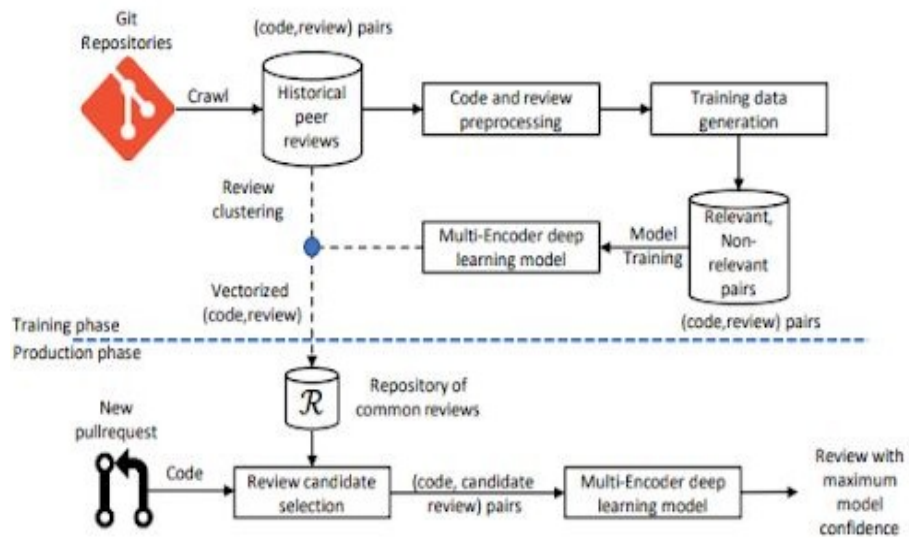 Git
Repositories
(code,review) pairs
Crawl
Historical
peer
reviews
Code and review
preprocessing
Training data
generation
Review
clustering
Multi-Encoder deep
learning model
Model
Training
Relevant,
Non-
relevant
pairs
Vectorized
(code,review)
(code,review) pairs
Training phase
Production phase
ℛ
Repository of
common reviews
New
pullrequest
Code
Review candidate
selection
(code, candidate
review) pairs
Multi-Encoder deep
learning model
Review with
maximum
model
confidence